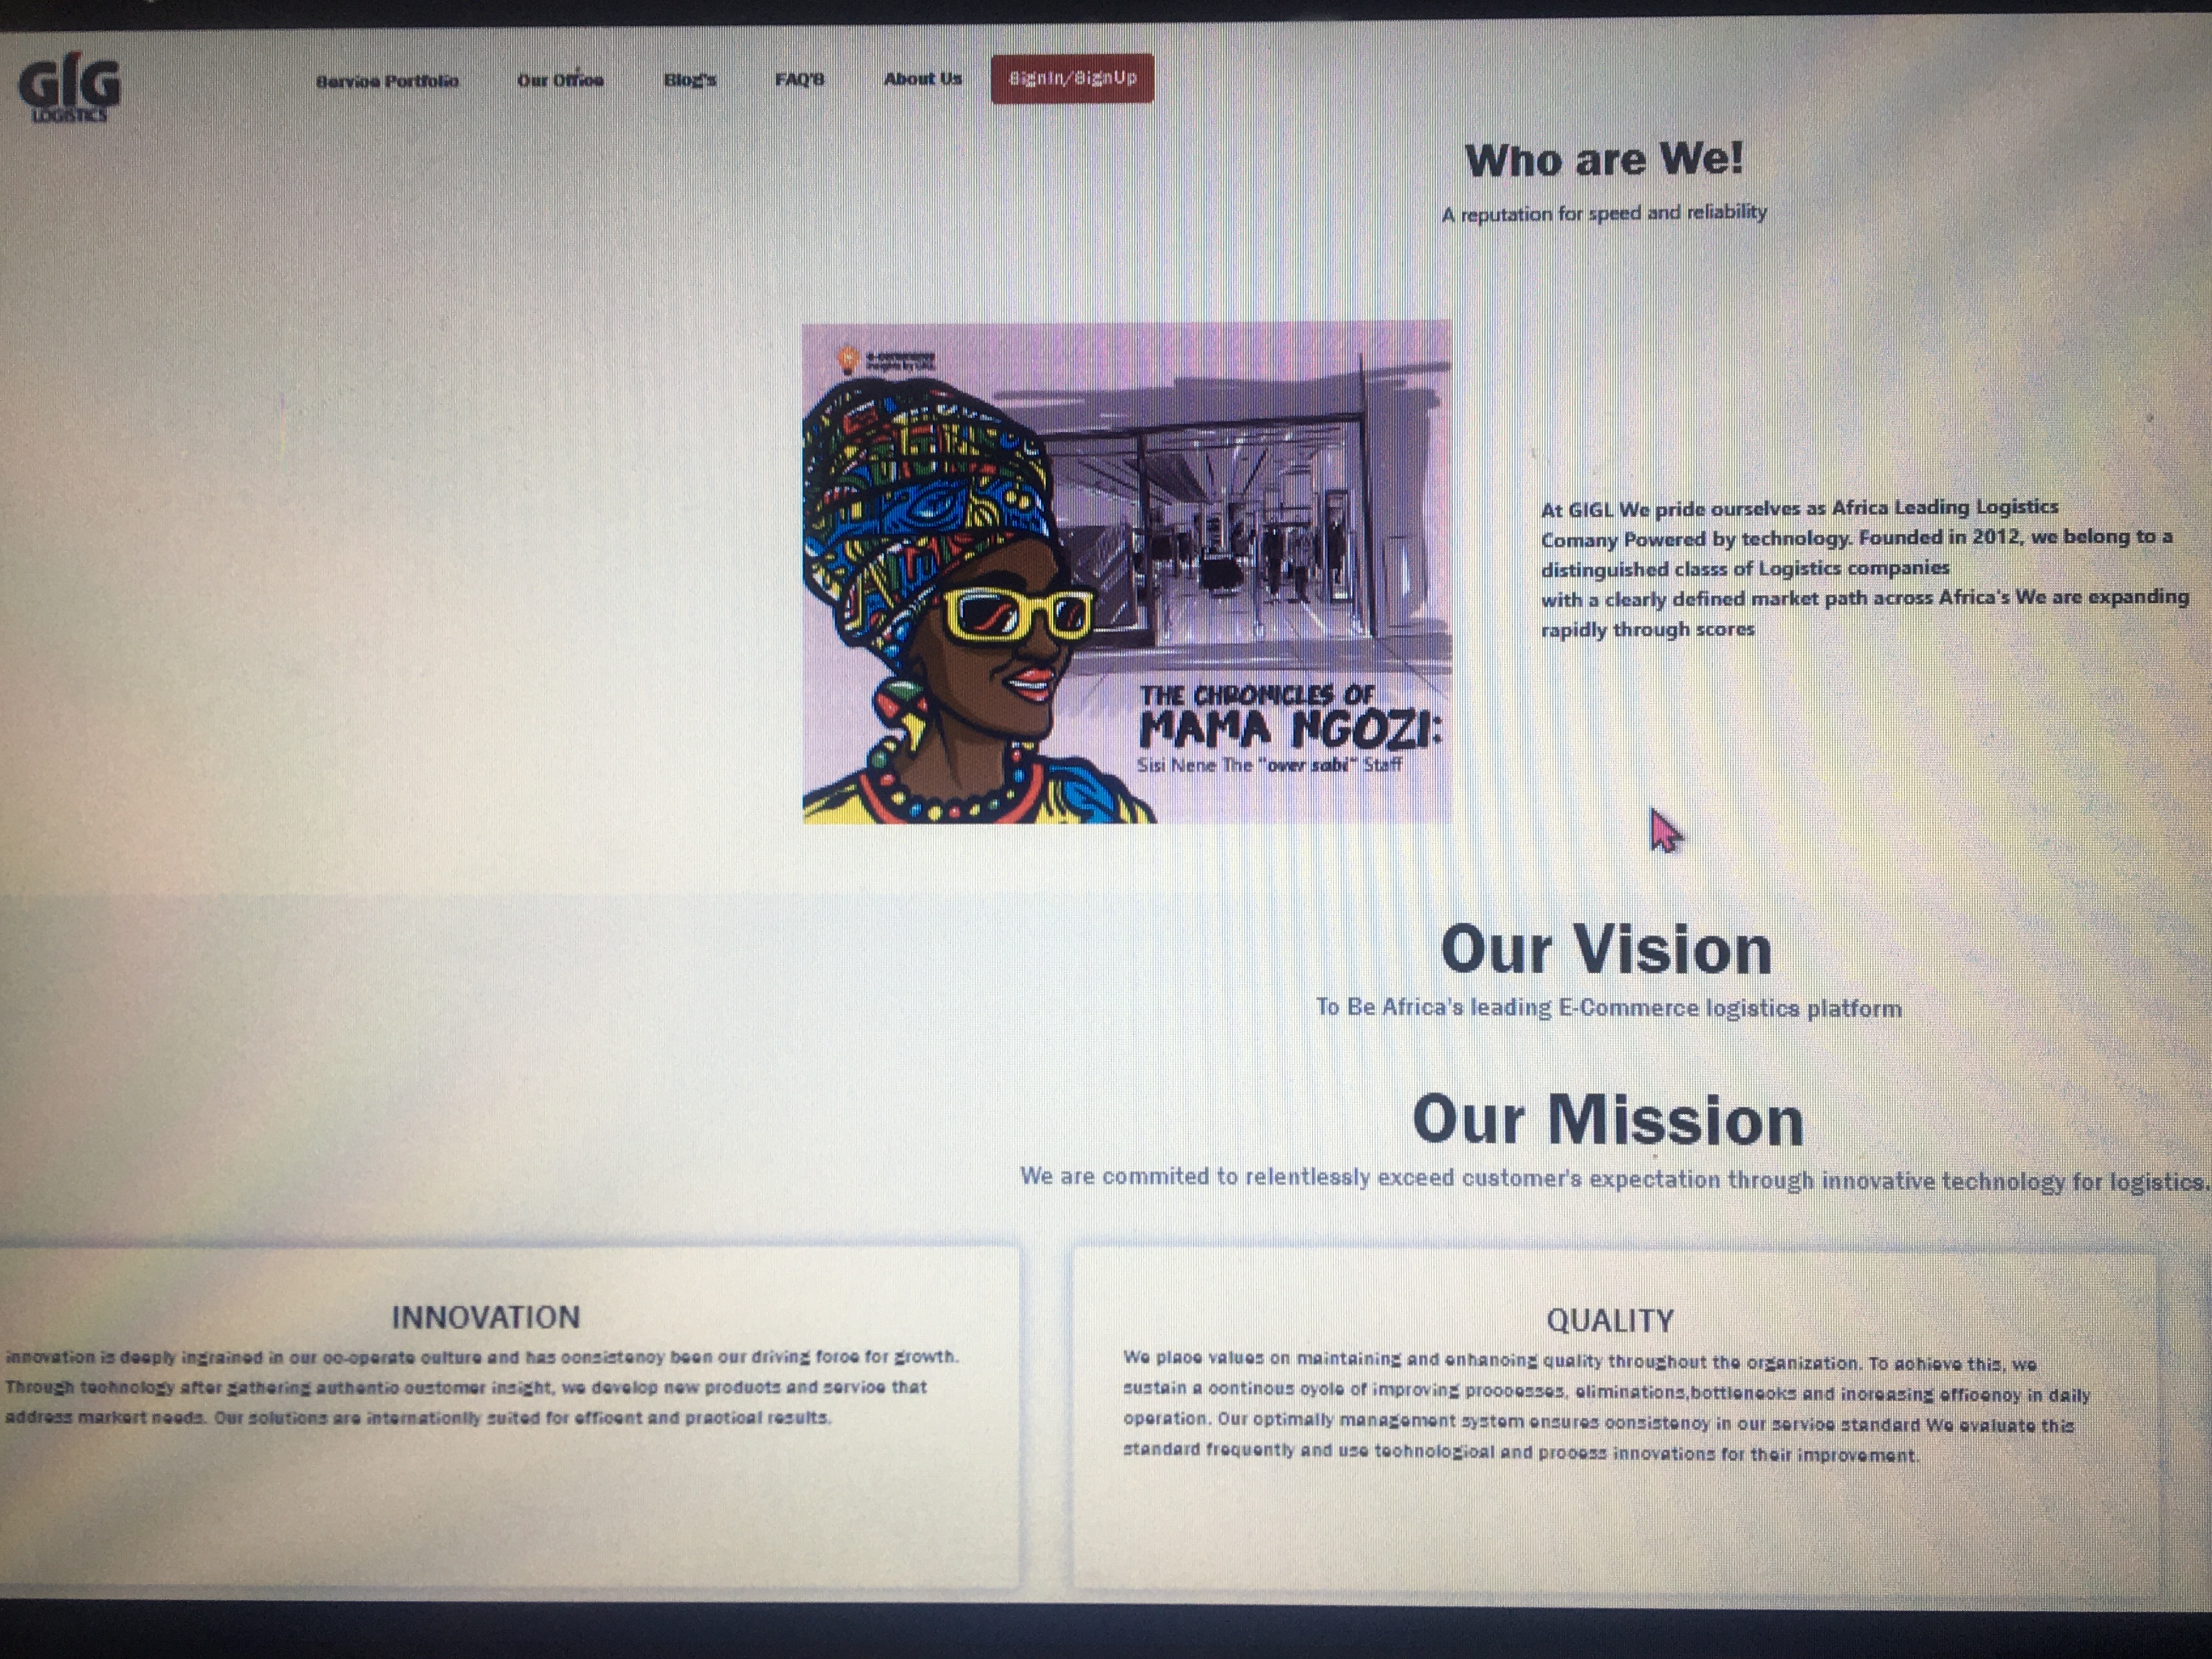 GIG
LOGISTICS
Service Portfolio
Our Office
Blog's
FAQ'S
About Us
SignIn/SignUp
Who are We!
A reputation for speed and reliability
e-commerce
insights by GIGL
THE CHRONICLES OF
MAMA NGOZI:
Sisi Nene The "over sabi" Staff
At GIGL We pride ourselves as Africa Leading Logistics
Comany Powered by technology. Founded in 2012, we belong to a
distinguished classs of Logistics companies
with a clearly defined market path across Africa's We are expanding
rapidly through scores
Our Vision
To Be Africa's leading E-Commerce logistics platform
Our Mission
We are commited to relentlessly exceed customer's expectation through innovative technology for logistics.
INNOVATION
innovation is deeply ingrained in our co-operate culture and has consistency been our driving force for growth.
Through technology after gathering authentic customer insight, we develop new products and service that
address markert needs. Our solutions are internationlly suited for efficent and practical results.
QUALITY
We place values on maintaining and enhancing quality throughout the organization. To achieve this, we
sustain a continous cycle of improving proccesses, eliminations,bottlenecks and increasing efficency in daily
operation. Our optimally management system ensures consistency in our service standard We evaluate this
standard frequently and use technological and process innovations for their improvement.